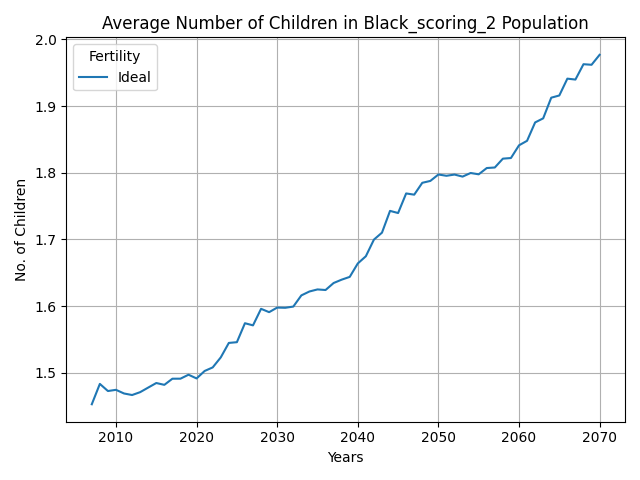 Average Number of Children in Black_scoring_2 Population
Fertility
Ideal
No. of Children
2.0
1.9
1.8
1.7
1.6
1.5
2010 2020 2030 2040 2050 2060 2070
Years